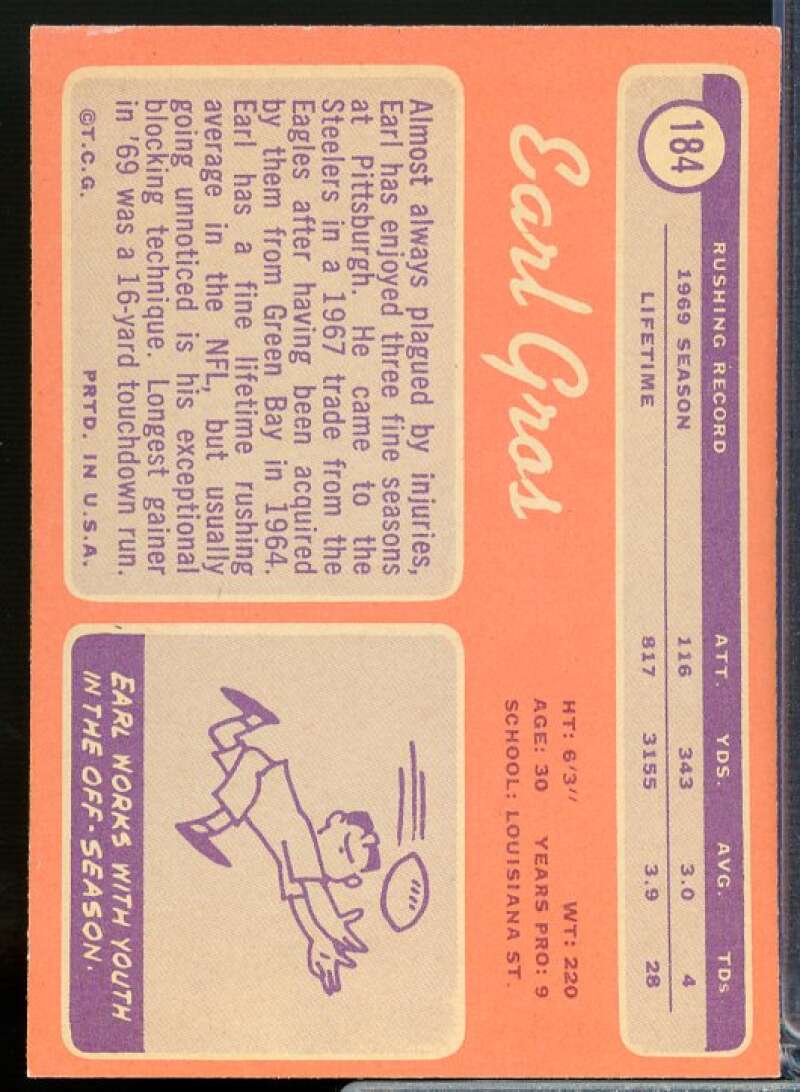 184
RUSHING RECORD ATT. YDS. AVG. TDs
1969 SEASON 116 343 3.0 4
LIFETIME 817 3155 3.9 28
Earl Gros
HT: 6'3" WT: 220
AGE: 30 YEARS PRO: 9
SCHOOL: LOUISIANA ST.
Almost always plagued by injuries,
Earl has enjoyed three fine seasons
at Pittsburgh. He came to the
Steelers in a 1967 trade from the
Eagles after having been acquired
by them from Green Bay in 1964.
Earl has a fine lifetime rushing
average in the NFL, but usually
going unnoticed is his exceptional
blocking technique. Longest gainer
in '69 was a 16-yard touchdown run.
©T.C.G. PRTD. IN U.S.A.
EARL WORKS WITH YOUTH
IN THE OFF-SEASON.